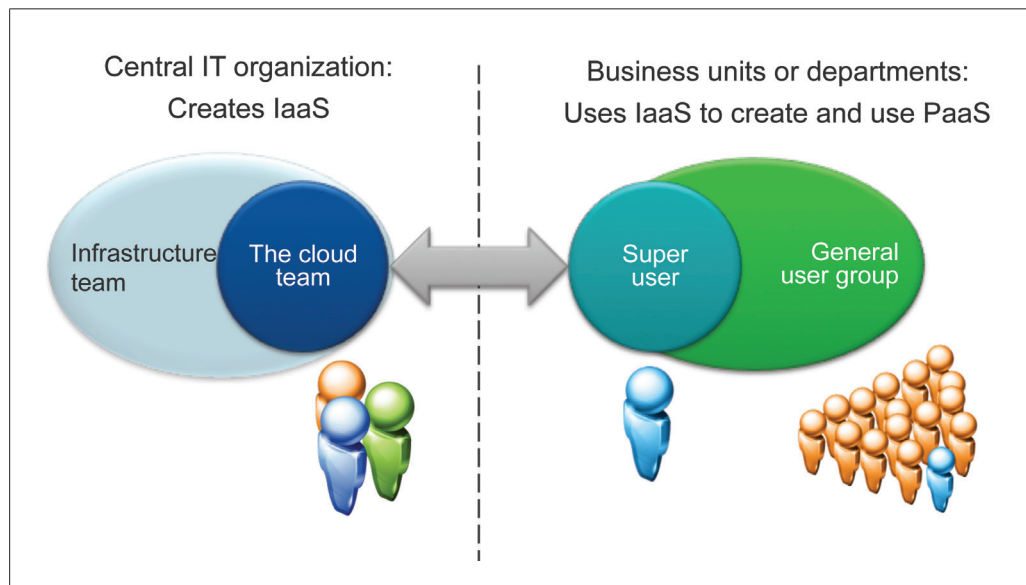 Central IT organization:
Creates IaaS
Business units or departments:
Uses IaaS to create and use PaaS
Infrastructure
team
The cloud
team
Super
user
General
user group